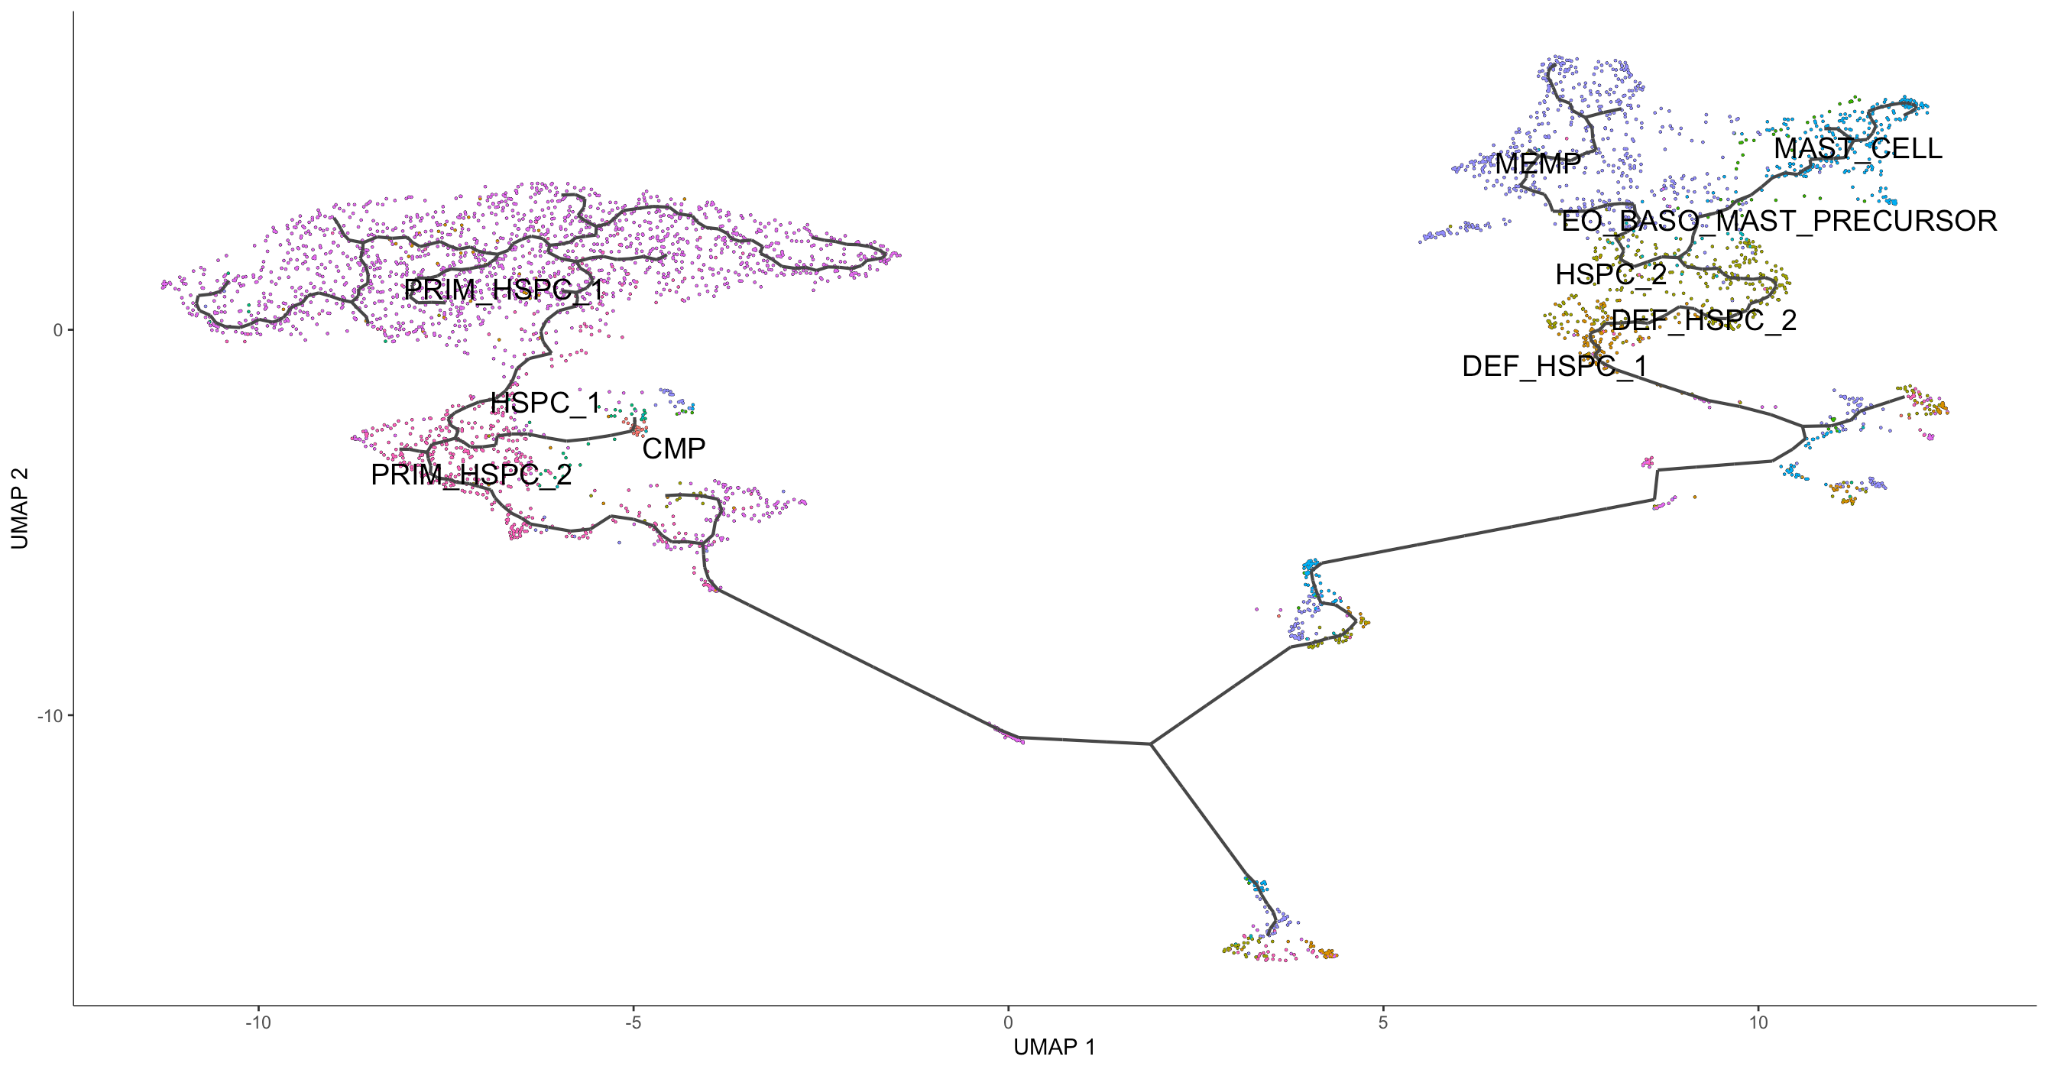 MEMP
MAST_CELL
EO_BASO_MAST_PRECURSOR
HSPC_2
PRIM_HSPC_1
DEF_HSPC_2
DEF_HSPC_1
HSPC_1
CMP
PRIM_HSPC_2
0
-10
UMAP 2
-10
-5
0
5
10
UMAP 1